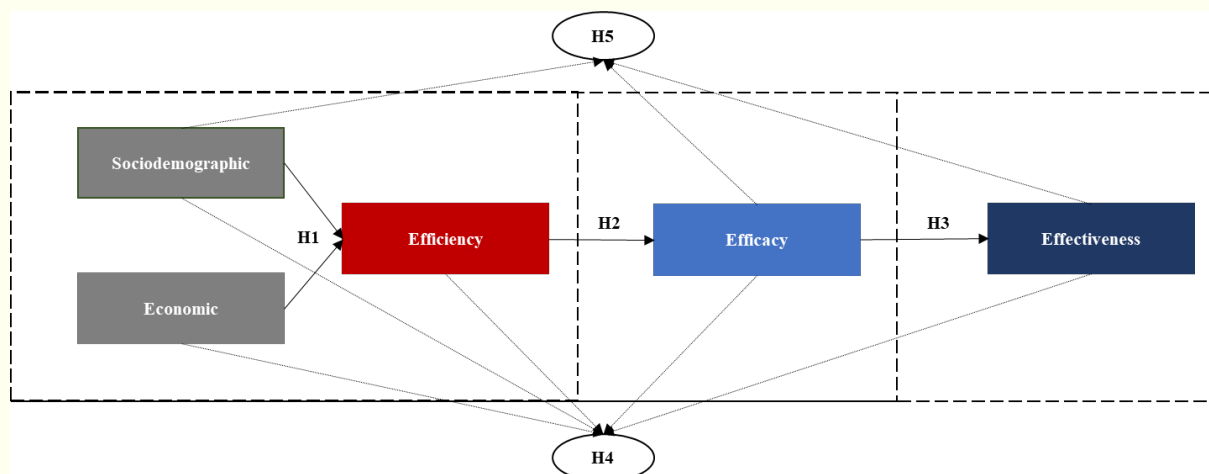 H5
Sociodemographic
H1
Efficiency
H2
Efficacy
H3
Effectiveness
Economic
H4